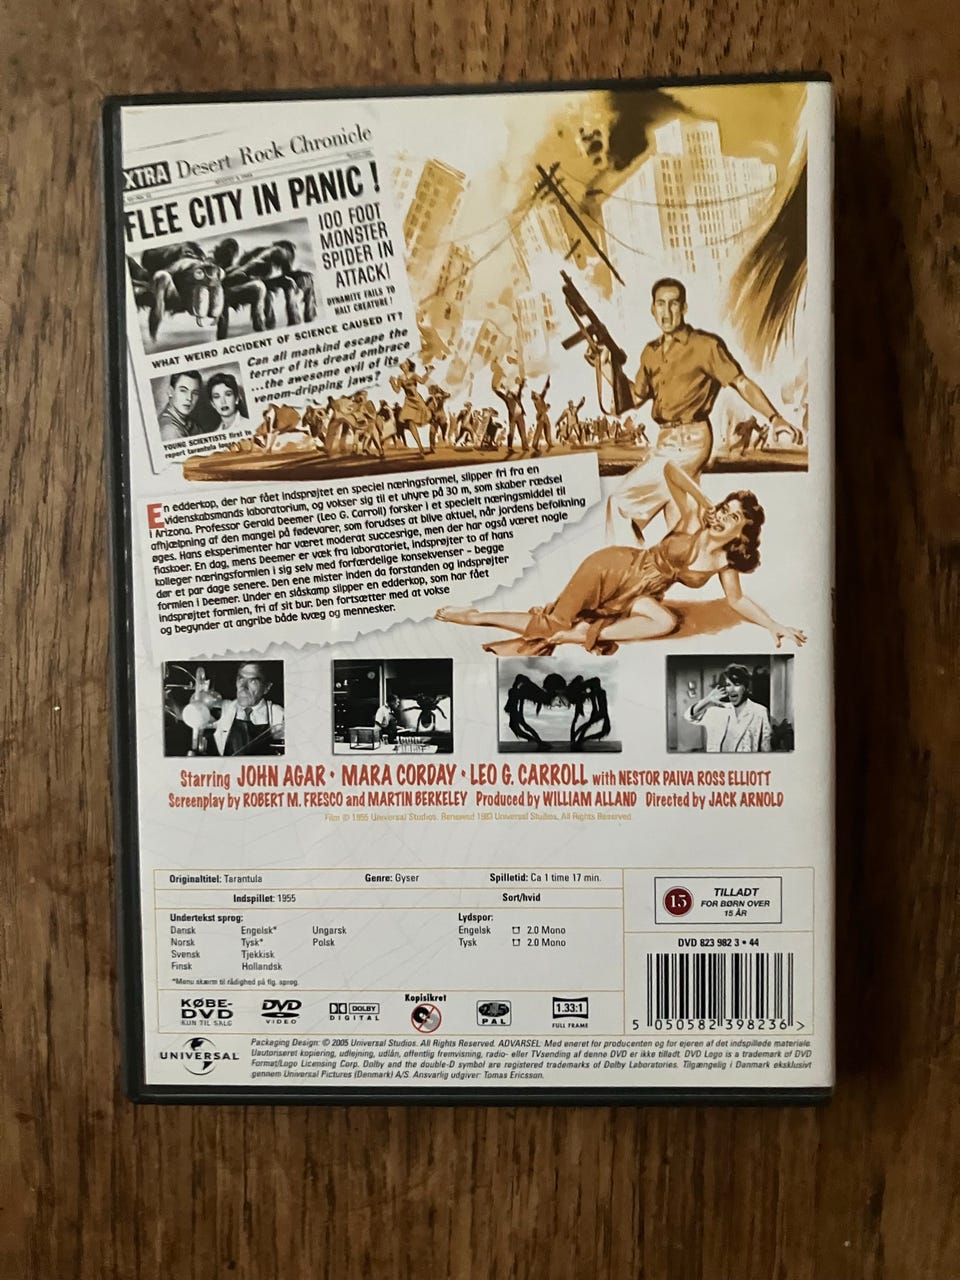 EXTRA Desert Rock Chronicle
FLEE CITY IN PANIC !
100 FOOT
MONSTER
SPIDER IN
ATTACK!
DYNAMITE FAILS TO
HALT CREATURE !
WHAT WEIRD ACCIDENT OF SCIENCE CAUSED IT?
Can all mankind escape the
terror of its dread embrace
...the awesome evil of its
venom-dripping jaws?
YOUNG SCIENTISTS first to
report tarantula
En edderkop, der har fået indsprøjtet en speciel næringsformel, slipper fri fra en
videnskabsmands laboratorium, og vokser sig til et uhyre på 30 m, som skaber rædsel
i Arizona. Professor Gerald Deemer (Leo G. Carroll) forsker i et specielt næringsmiddel til
afhjælpning af den mangel på fødevarer, som forudses at blive aktuel, når jordens befolkning
øges. Hans eksperimenter har været moderat succesrige, men der har også været nogle
fiaskoer. En dag, mens Deemer er væk fra laboratoriet, indsprøjter to af hans
kolleger næringsformlen i sig selv med forfærdelige konsekvenser – begge
dør et par dage senere. Den ene mister inden da forstanden og indsprøjter
formlen i Deemer. Under en slåskamp slipper en edderkop, som har fået
indsprøjtet formlen, fri af sit bur. Den fortsætter med at vokse
og begynder at angribe både kvæg og mennesker.
Starring JOHN AGAR • MARA CORDAY • LEO G. CARROLL with NESTOR PAIVA ROSS ELLIOTT
Screenplay by ROBERT M. FRESCO and MARTIN BERKELEY Produced by WILLIAM ALLAND Directed by JACK ARNOLD
Film © 1955 Universal Studios. Renewed 1983 Universal Studios. All Rights Reserved.
Originaltitel: Tarantula Genre: Gyser Spilletid: Ca 1 time 17 min.
Indspillet: 1955 Sort/hvid
Undertekst sprog: Lydspor:
Dansk Engelsk* Ungarsk Engelsk 2.0 Mono
Norsk Tysk* Polsk Tysk 2.0 Mono
Svensk Tjekkisk
Finsk Hollandsk
*Menu skærm til rådighed på flg. sprog.
15 TILLADT
FOR BØRN OVER
15 ÅR
DVD 823 982 3 • 44
5 050582 398236 >
KØBE-
DVD
KUN TIL SALG
DVD
VIDEO
DOLBY
DIGITAL
Kopisikret
PAL
1.33:1
FULL FRAME
UNIVERSAL
Packaging Design: © 2005 Universal Studios. ADVARSEL: Med eneret for producenten og for ejeren af det indspillede materiale.
Uautoriseret kopiering, udlejning, udlån, offentlig fremvisning, radio- eller TVsending af denne DVD er ikke tilladt. DVD Logo is a trademark of DVD
Format/Logo Licensing Corp. Dolby and the double-D symbol are registered trademarks of Dolby Laboratories. Tilgængelig i Danmark eksklusivt
gennem Universal Pictures (Denmark) A/S. Ansvarlig udgiver: Tomas Ericsson.